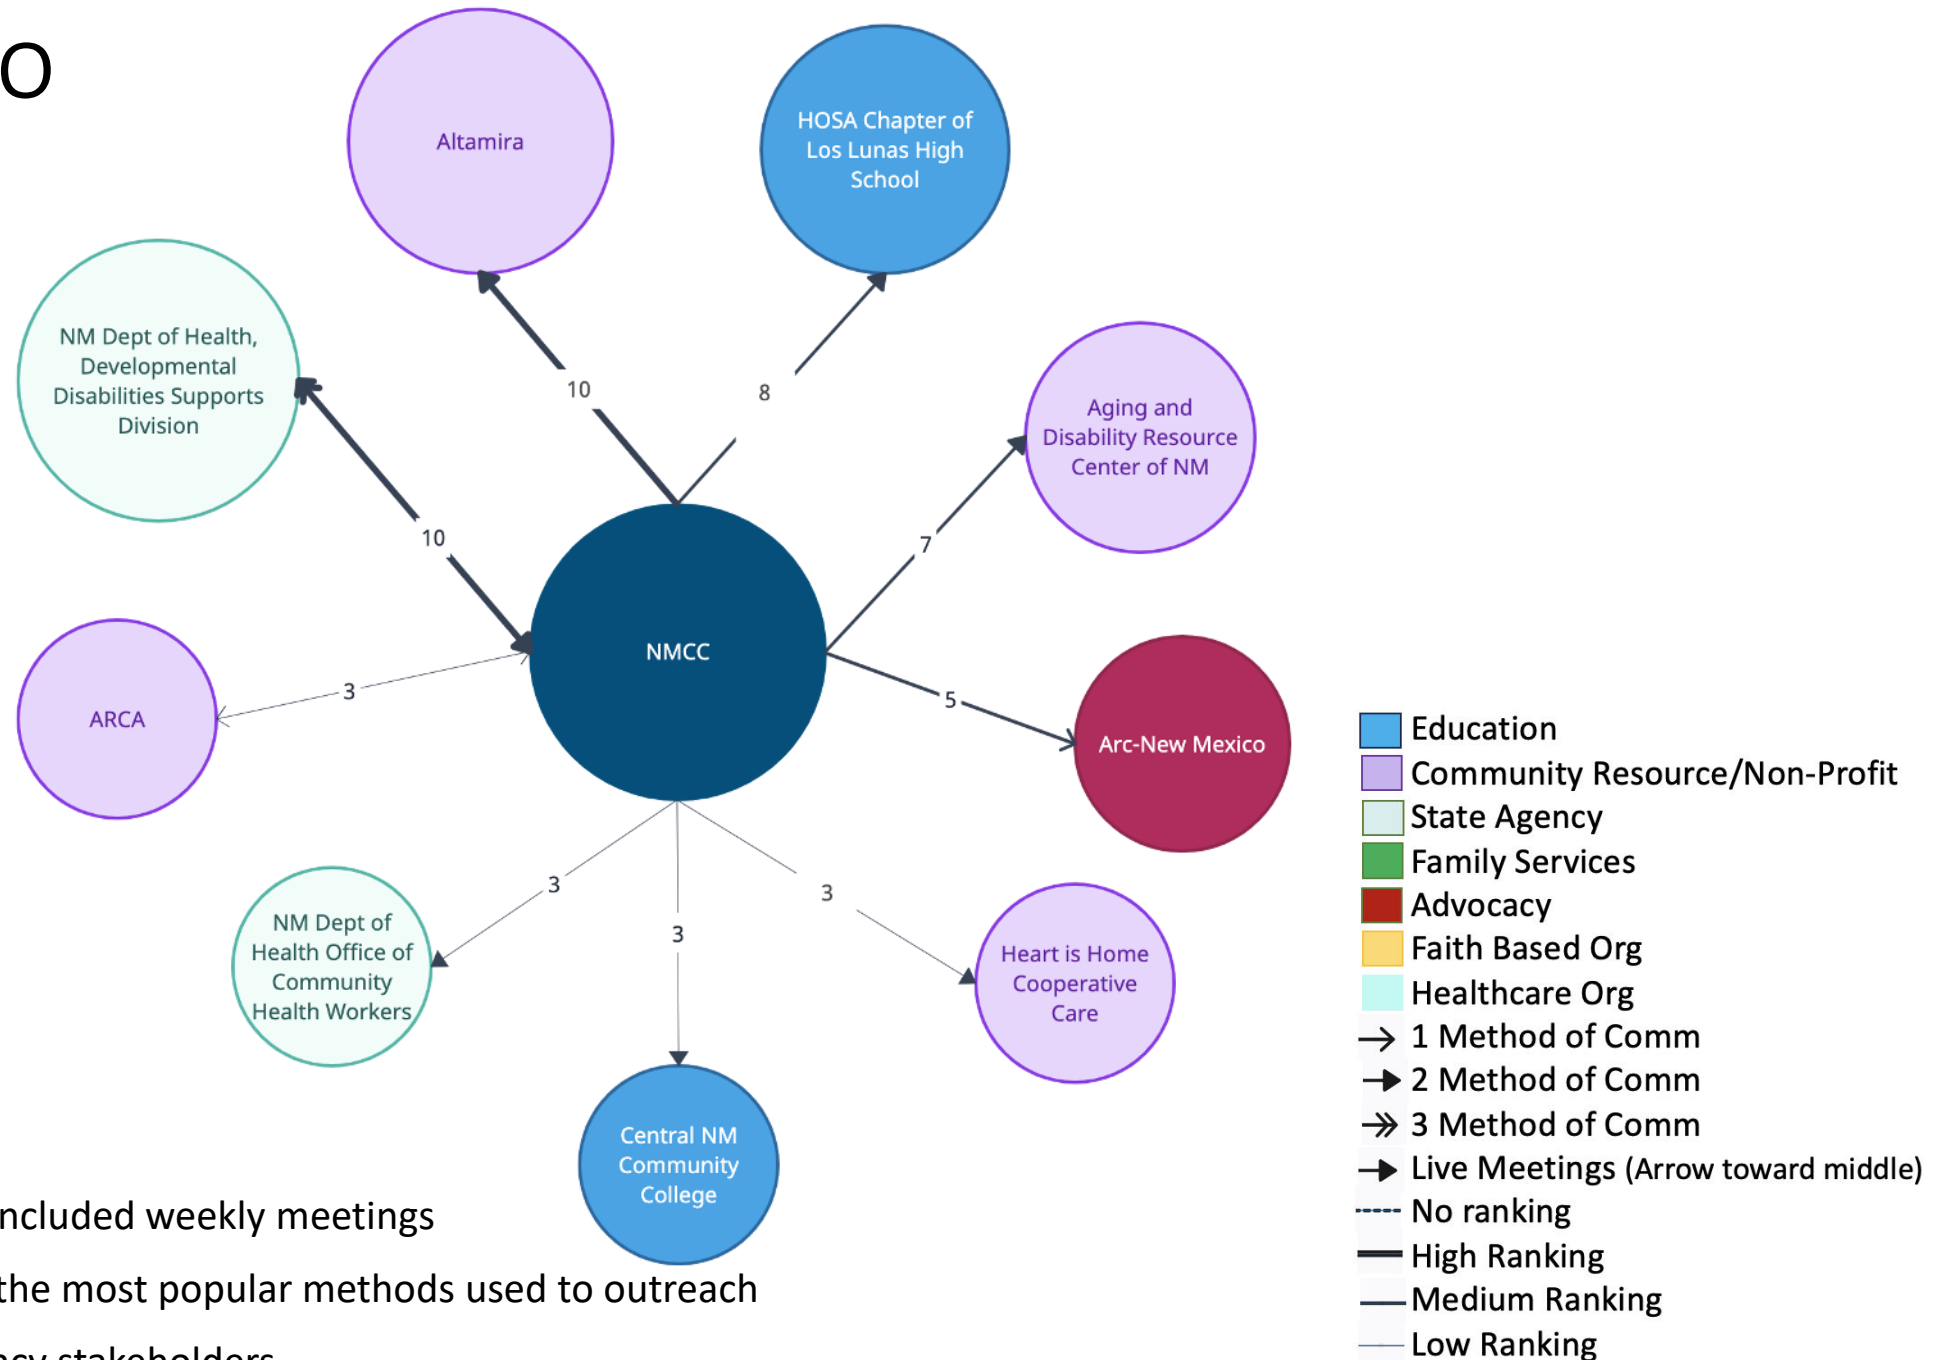 O
Altamira
HOSA Chapter of
Los Lunas High
School
NM Dept of Health,
Developmental
Disabilities Supports
Division
10
8
Aging and
Disability Resource
Center of NM
10
7
NMCC
ARCA
3
5
Arc-New Mexico
3
3
3
NM Dept of
Health Office of
Community
Health Workers
Heart is Home
Cooperative
Care
Central NM
Community
College
Education
Community Resource/Non-Profit
State Agency
Family Services
Advocacy
Faith Based Org
Healthcare Org
1 Method of Comm
2 Method of Comm
3 Method of Comm
Live Meetings (Arrow toward middle)
No ranking
High Ranking
Medium Ranking
Low Ranking
ncluded weekly meetings
the most popular methods used to outreach
ncy stakeholders